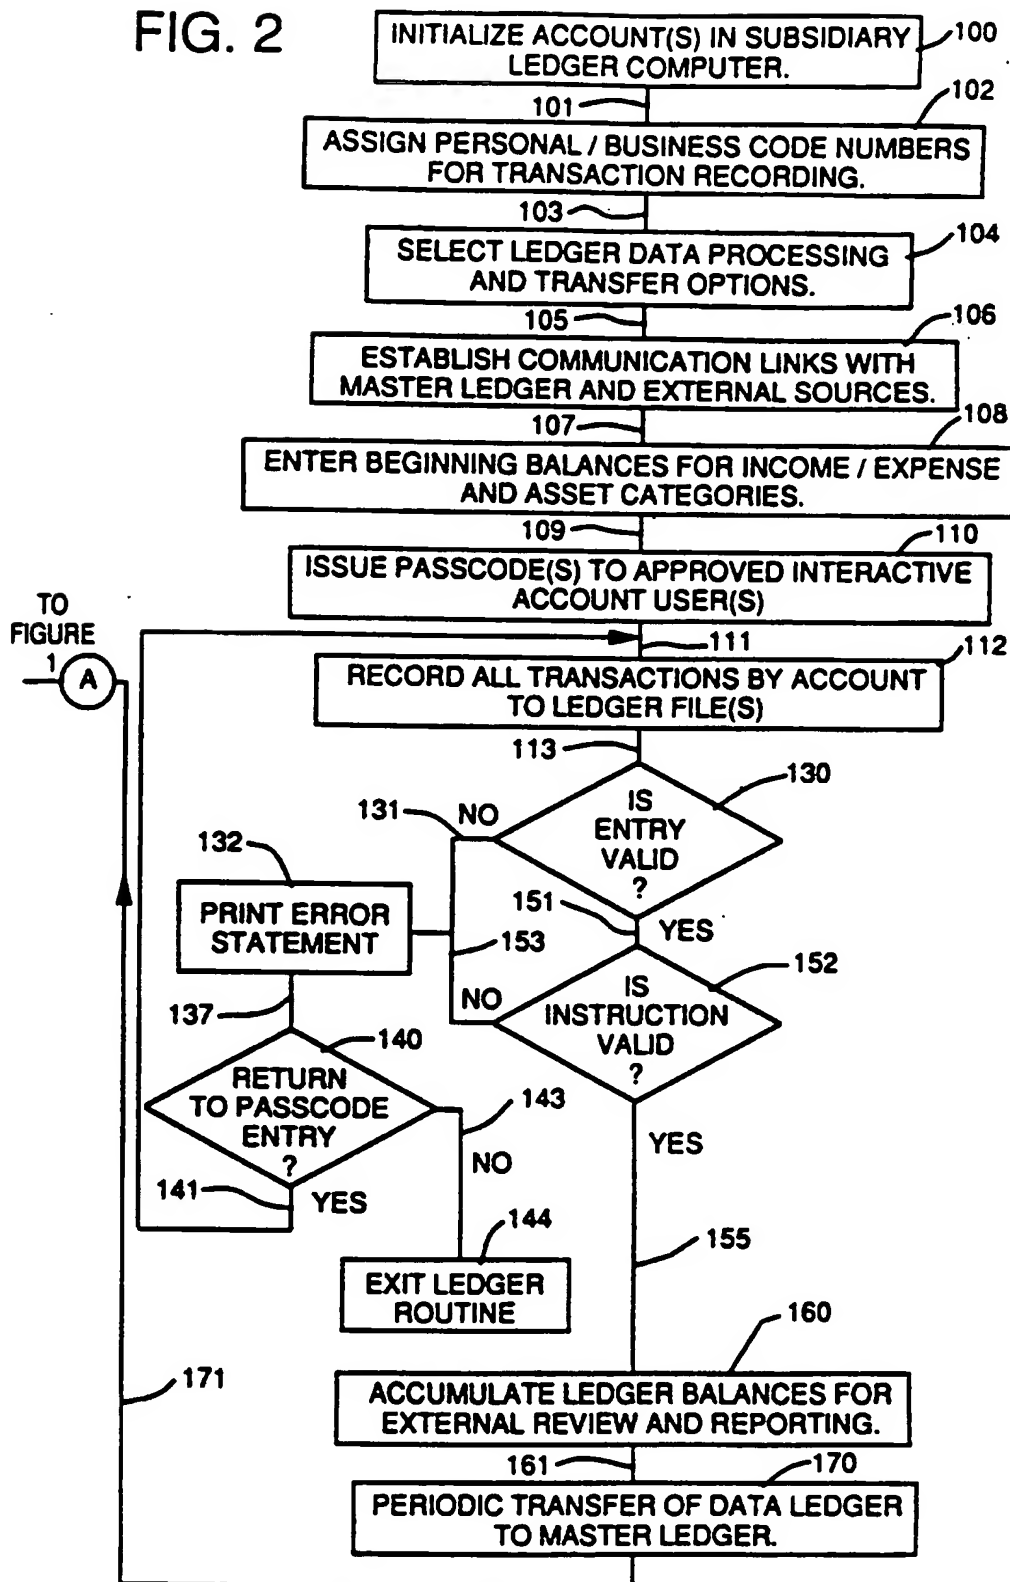 FIG. 2
INITIALIZE ACCOUNT(S) IN SUBSIDIARY
LEDGER COMPUTER.
100
101
102
ASSIGN PERSONAL / BUSINESS CODE NUMBERS
FOR TRANSACTION RECORDING.
103
104
SELECT LEDGER DATA PROCESSING
AND TRANSFER OPTIONS.
105
106
ESTABLISH COMMUNICATION LINKS WITH
MASTER LEDGER AND EXTERNAL SOURCES.
107
108
ENTER BEGINNING BALANCES FOR INCOME / EXPENSE
AND ASSET CATEGORIES.
109
110
ISSUE PASSCODE(S) TO APPROVED INTERACTIVE
ACCOUNT USER(S)
TO
FIGURE
1
A
111
112
RECORD ALL TRANSACTIONS BY ACCOUNT
TO LEDGER FILE(S)
113
130
IS
ENTRY
VALID
?
131
NO
132
PRINT ERROR
STATEMENT
151
YES
153
152
NO
IS
INSTRUCTION
VALID
?
137
140
RETURN
TO PASSCODE
ENTRY
?
143
NO
YES
141
YES
144
EXIT LEDGER
ROUTINE
155
160
171
ACCUMULATE LEDGER BALANCES FOR
EXTERNAL REVIEW AND REPORTING.
161
170
PERIODIC TRANSFER OF DATA LEDGER
TO MASTER LEDGER.